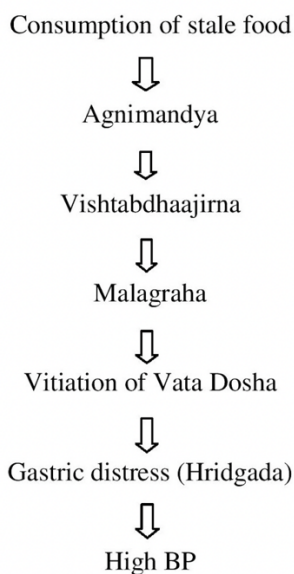 Consumption of stale food
Agnimandya
Vishtabdhaajirna
Malagraha
Vitiation of Vata Dosha
Gastric distress (Hridgada)
High BP